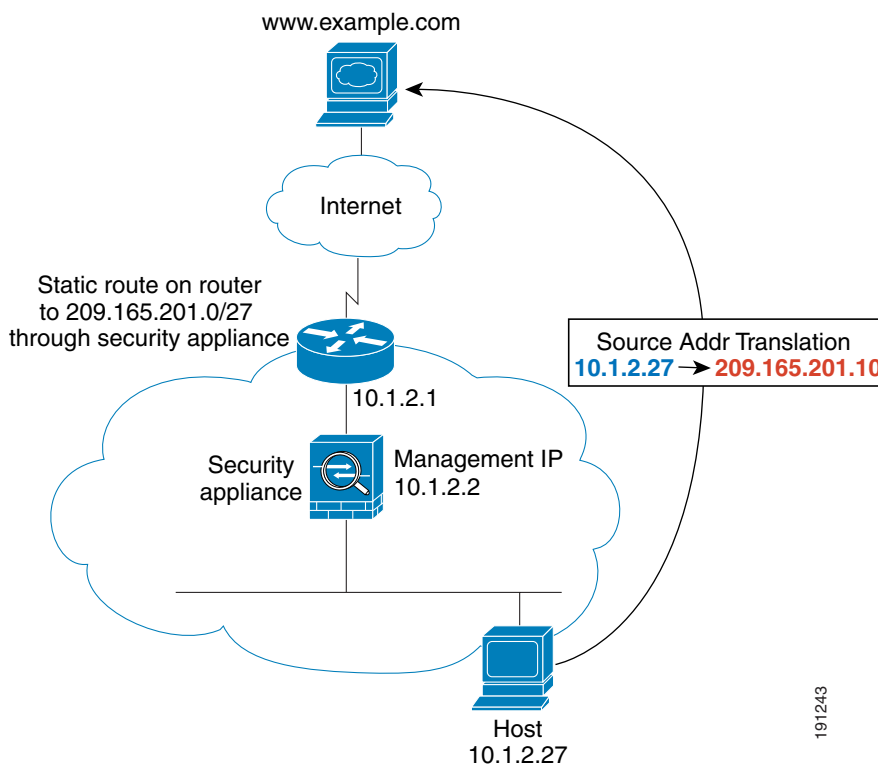 www.example.com
Internet
Static route on router
to 209.165.201.0/27
through security appliance
Source Addr Translation
10.1.2.27 209.165.201.10
10.1.2.1
Security
appliance
Management IP
10.1.2.2
Host
10.1.2.27
191243